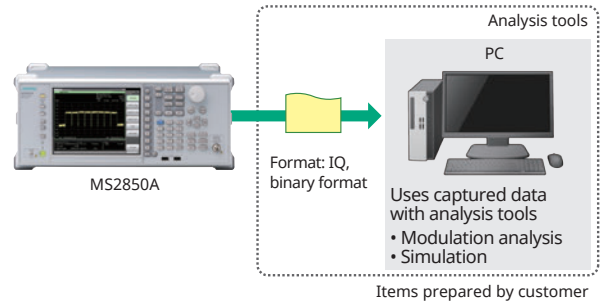 Analysis tools
PC
MS2850A
Format: IQ,
binary format
Uses captured data
with analysis tools
• Modulation analysis
• Simulation
Items prepared by customer